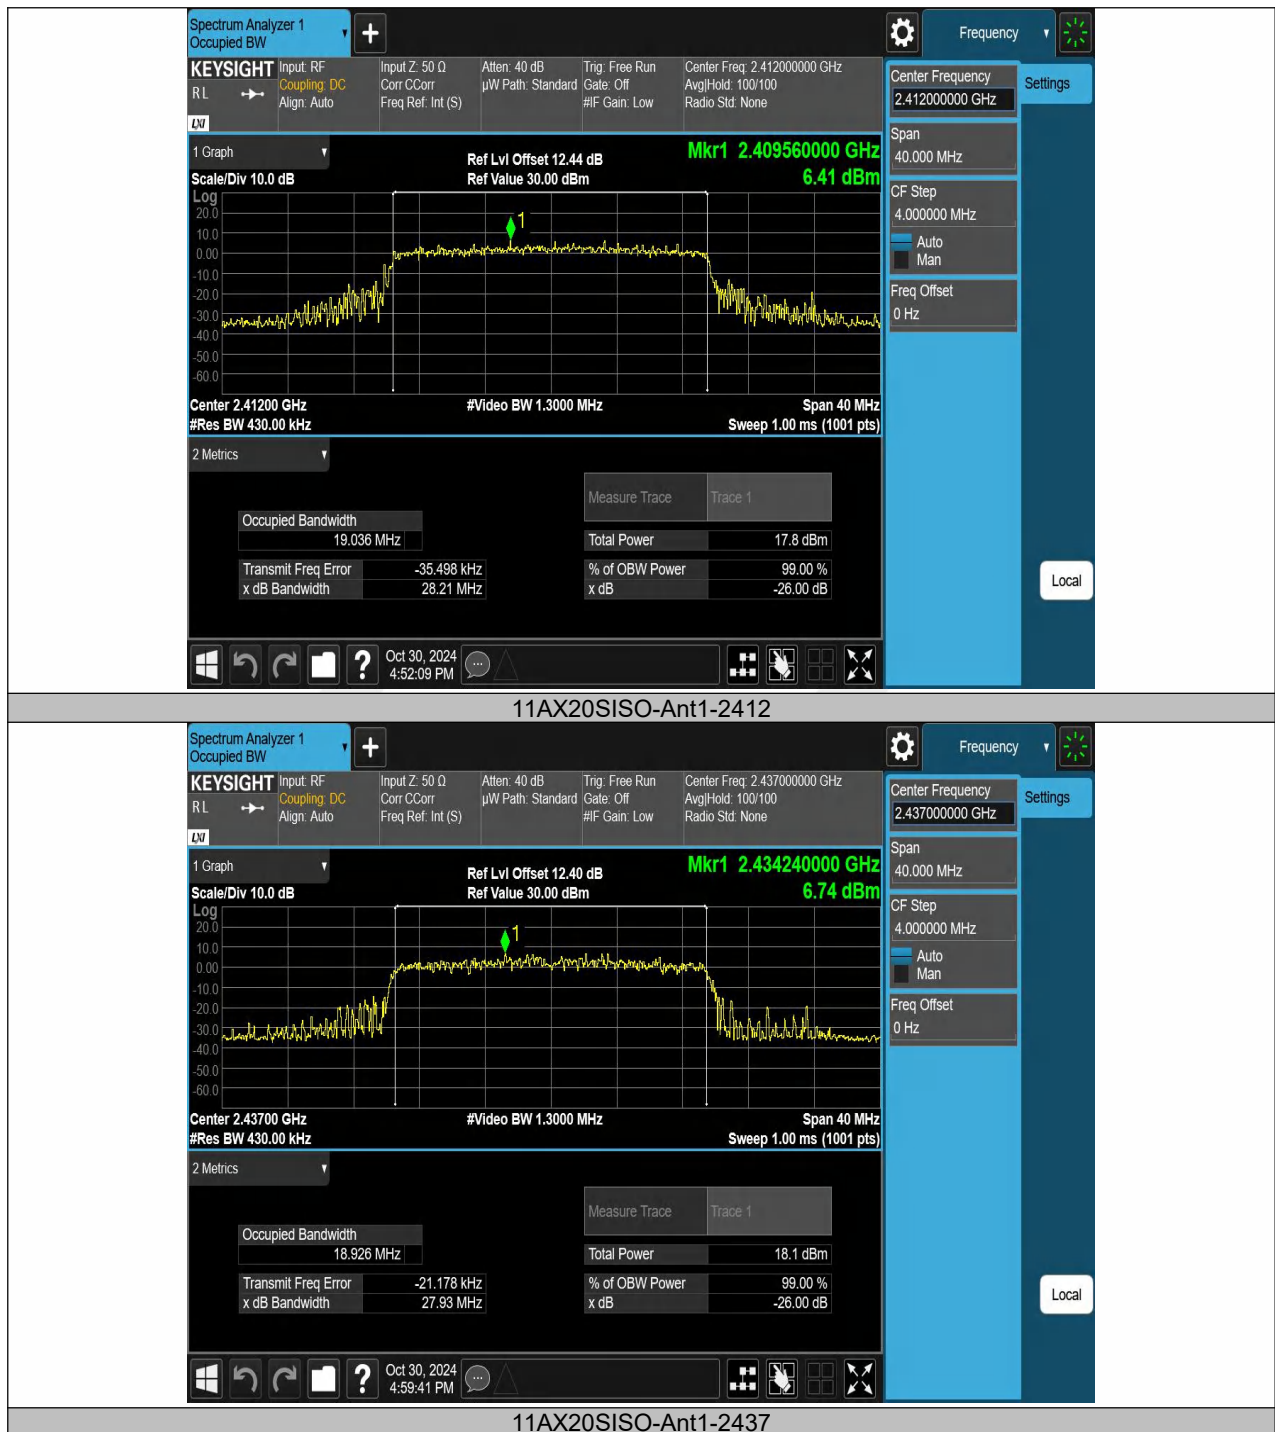 Spectrum Analyzer 1
Occupied BW
+
Frequency
KEYSIGHT
R L
LXI
Input: RF
Coupling: DC
Align: Auto
Input Z: 50 Ω
Corr CCorr
Freq Ref: Int (S)
Atten: 40 dB
µW Path: Standard
Trig: Free Run
Gate: Off
#IF Gain: Low
Center Freq: 2.412000000 GHz
Avg|Hold: 100/100
Radio Std: None
Center Frequency
2.412000000 GHz
Settings
Span
40.000 MHz
CF Step
4.000000 MHz
Auto
Man
Freq Offset
0 Hz
Local
1 Graph
Scale/Div 10.0 dB
Ref Lvl Offset 12.44 dB
Ref Value 30.00 dBm
Mkr1 2.409560000 GHz
6.41 dBm
Log
20.0
10.0
0.00
-10.0
-20.0
-30.0
-40.0
-50.0
-60.0
1
Center 2.41200 GHz
#Res BW 430.00 kHz
#Video BW 1.3000 MHz
Span 40 MHz
Sweep 1.00 ms (1001 pts)
2 Metrics
Measure Trace Trace 1
Occupied Bandwidth
19.036 MHz
Total Power 17.8 dBm
Transmit Freq Error -35.498 kHz
% of OBW Power 99.00 %
x dB Bandwidth 28.21 MHz
x dB -26.00 dB
?
Oct 30, 2024
4:52:09 PM
11AX20SISO-Ant1-2412
Spectrum Analyzer 1
Occupied BW
+
Frequency
KEYSIGHT
R L
LXI
Input: RF
Coupling: DC
Align: Auto
Input Z: 50 Ω
Corr CCorr
Freq Ref: Int (S)
Atten: 40 dB
µW Path: Standard
Trig: Free Run
Gate: Off
#IF Gain: Low
Center Freq: 2.437000000 GHz
Avg|Hold: 100/100
Radio Std: None
Center Frequency
2.437000000 GHz
Settings
Span
40.000 MHz
CF Step
4.000000 MHz
Auto
Man
Freq Offset
0 Hz
Local
1 Graph
Scale/Div 10.0 dB
Ref Lvl Offset 12.40 dB
Ref Value 30.00 dBm
Mkr1 2.434240000 GHz
6.74 dBm
Log
20.0
10.0
0.00
-10.0
-20.0
-30.0
-40.0
-50.0
-60.0
1
Center 2.43700 GHz
#Res BW 430.00 kHz
#Video BW 1.3000 MHz
Span 40 MHz
Sweep 1.00 ms (1001 pts)
2 Metrics
Measure Trace Trace 1
Occupied Bandwidth
18.926 MHz
Total Power 18.1 dBm
Transmit Freq Error -21.178 kHz
% of OBW Power 99.00 %
x dB Bandwidth 27.93 MHz
x dB -26.00 dB
?
Oct 30, 2024
4:59:41 PM
11AX20SISO-Ant1-2437